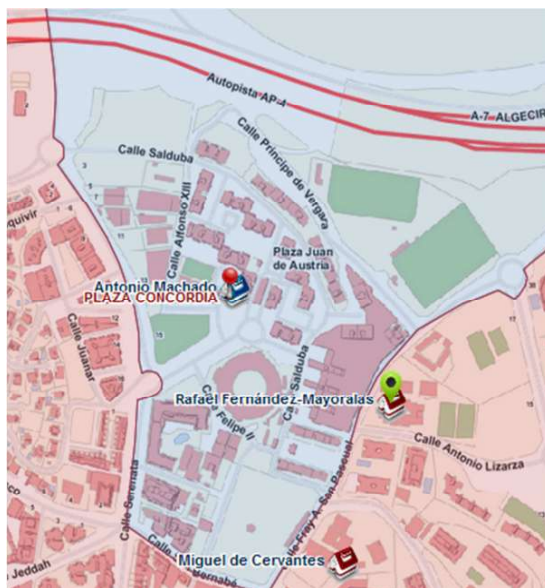 Autopista AP-4
A-7 ALGECIR
Calle Salduba
Calle Principe de Vergara
Calle Alfonso XIII
Plaza Juan
de Austria
Antonio Machado
PLAZA CONCORDIA
Calle Juanar
Calle Salduba
Rafael Fernández-Mayoralas
Calle Felipe II
Calle Antonio Lizarza
Calle Serenata
Calle Frey A. San Pascual
Miguel de Cervantes
Jeddah